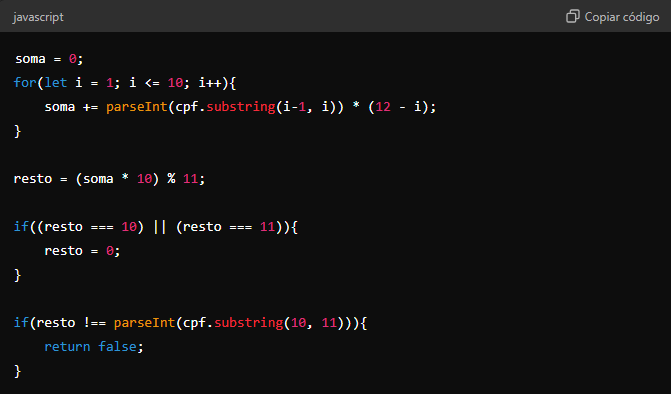 javascript
Copiar código
soma = 0;
for(let i = 1; i <= 10; i++){
    soma += parseInt(cpf.substring(i-1, i)) * (12 - i);
}
resto = (soma * 10) % 11;
if((resto === 10) || (resto === 11)){
    resto = 0;
}
if(resto !== parseInt(cpf.substring(10, 11))){
    return false;
}